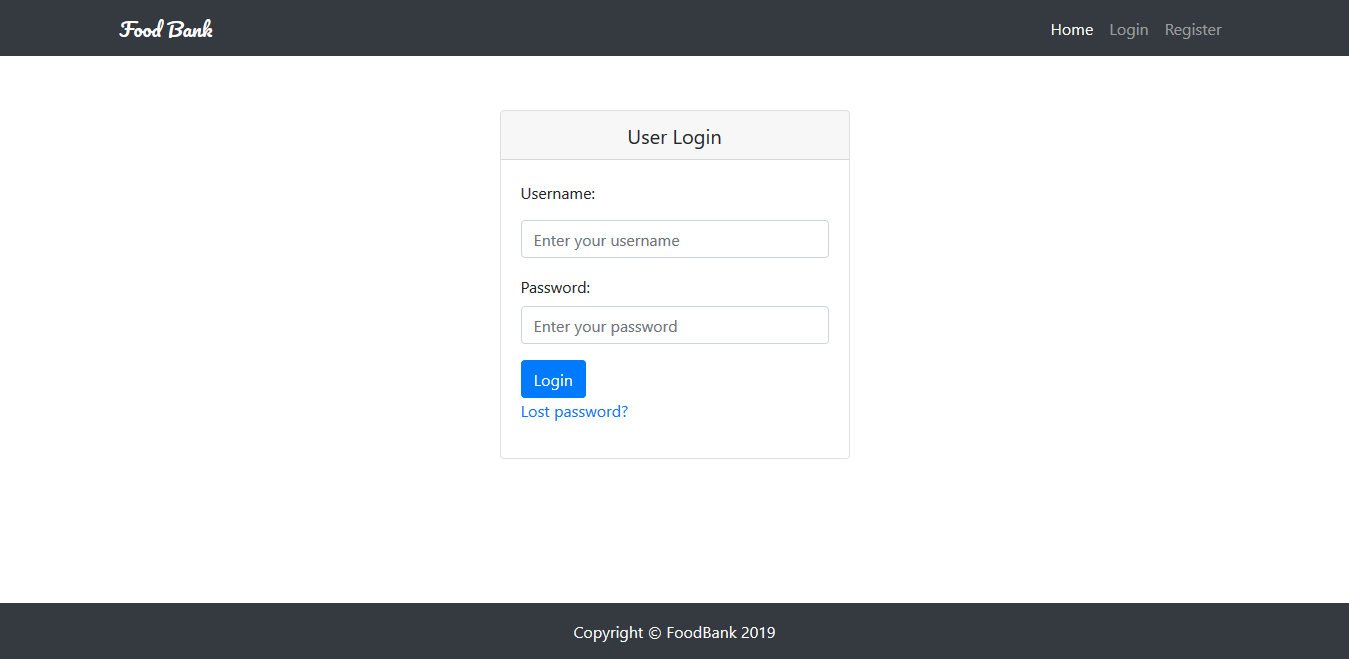 Food Bank
Home Login Register
User Login
Username:
Enter your username
Password:
Enter your password
Login
Lost password?
Copyright © FoodBank 2019